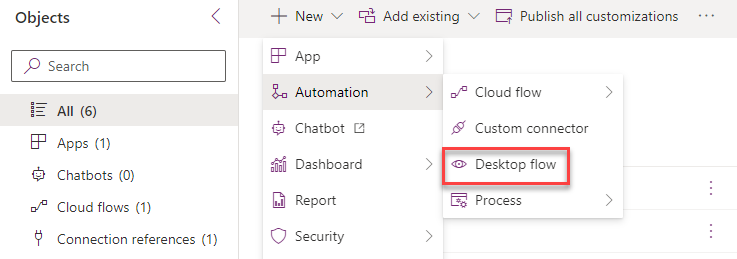 Objects
Search
All (6)
Apps (1)
Chatbots (0)
Cloud flows (1)
Connection references (1)
New
Add existing
Publish all customizations
App
Automation
Chatbot
Dashboard
Report
Security
Cloud flow
Custom connector
Desktop flow
Process